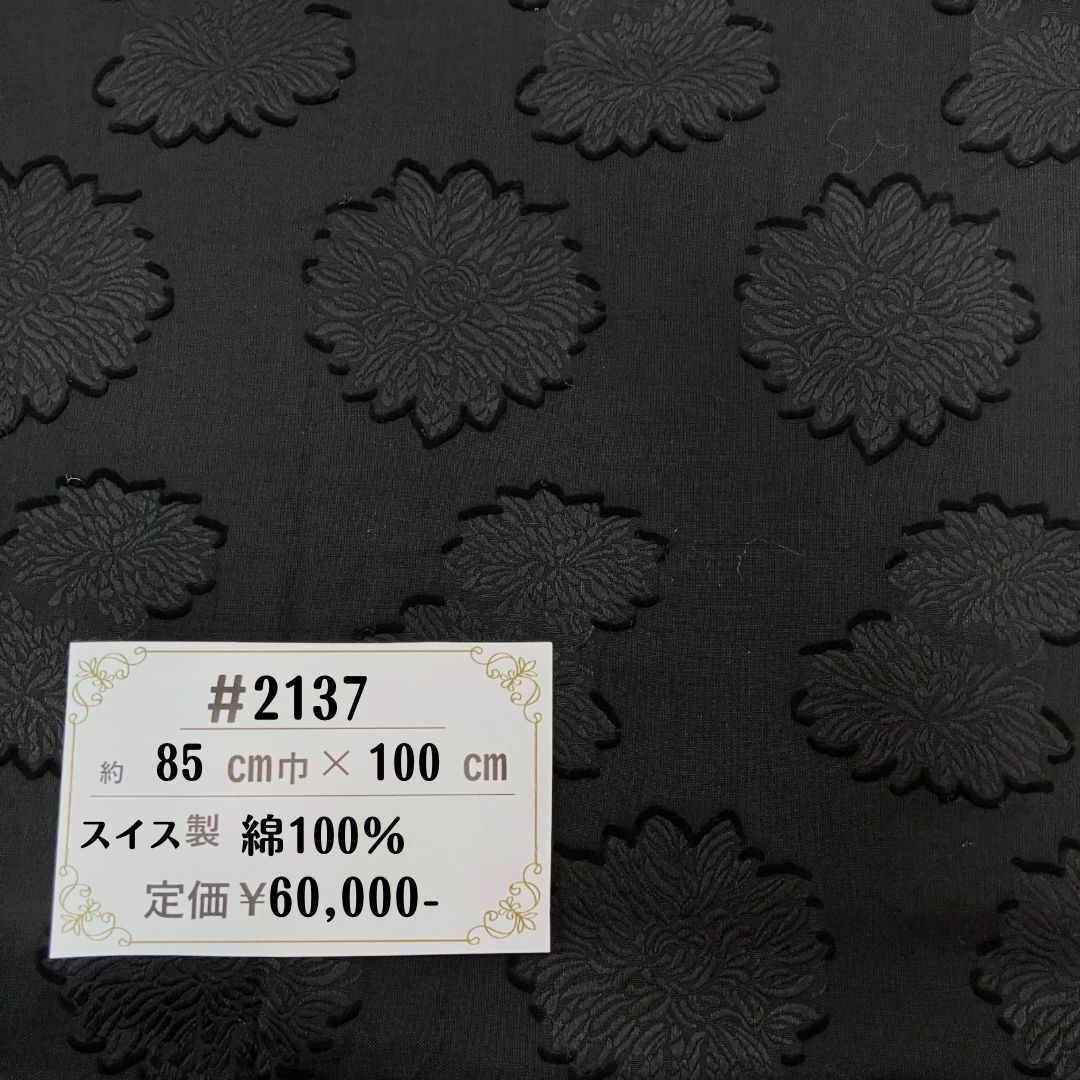 #2137
約 85 cm巾 × 100 cm
スイス製 綿100%
定価 ¥60,000-